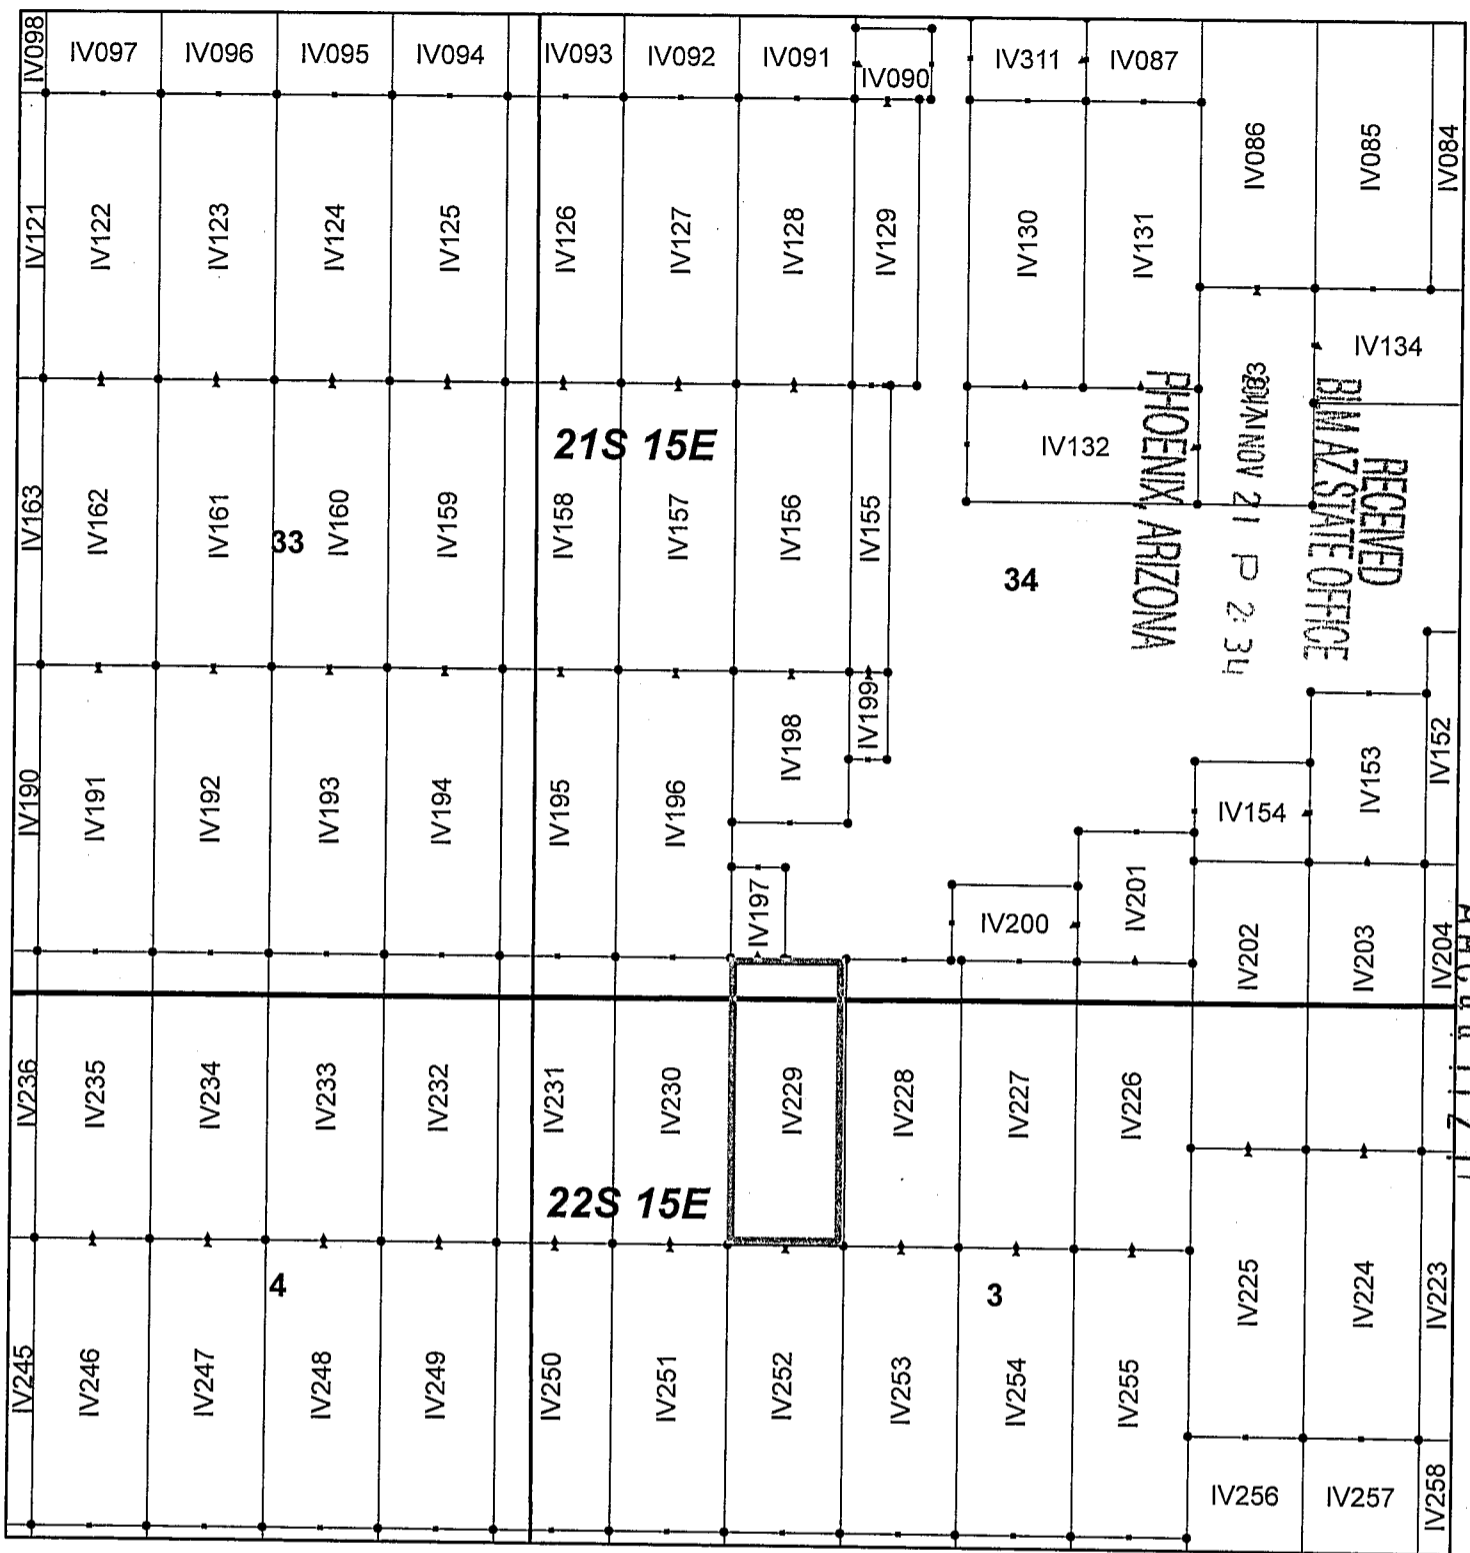 IV098 IV097 IV096 IV095 IV094 IV093 IV092 IV091 IV090 IV311 IV087
IV086 IV085 IV084
IV121 IV122 IV123 IV124 IV125 IV126 IV127 IV128 IV129 IV130 IV131
IV134
21S 15E
IV132
IV163 IV162 IV161 33 IV160 IV159 IV158 IV157 IV156 IV155
34
RECEIVED
BLM AZ STATE OFFICE
NOV 21 P 2:34
PHOENIX, ARIZONA
IV199
IV198
IV152
IV153
IV154
IV190 IV191 IV192 IV193 IV194 IV195 IV196
IV197
IV200 IV201 IV202 IV203 IV204
IV236 IV235 IV234 IV233 IV232 IV231 IV230 IV229 IV228 IV227 IV226
22S 15E
4
3
IV225 IV224 IV223
IV245 IV246 IV247 IV248 IV249 IV250 IV251 IV252 IV253 IV254 IV255
IV256 IV257 IV258